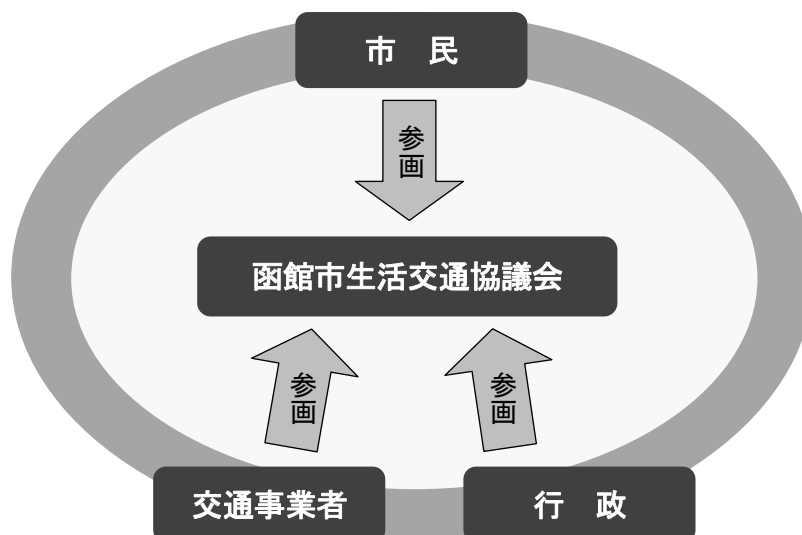 市　民
参画
函館市生活交通協議会
参画
参画
交通事業者
行　政